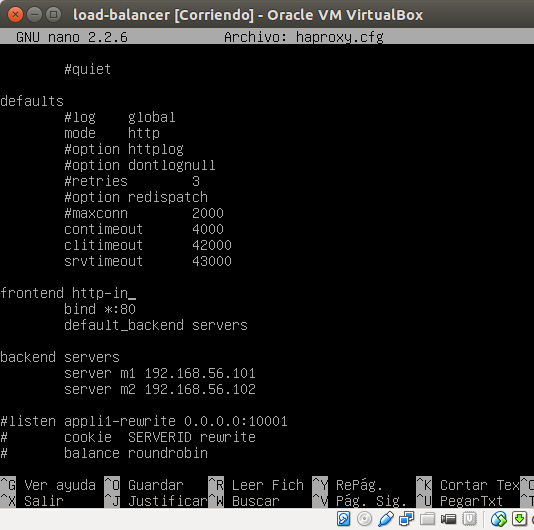 load-balancer [Corriendo] - Oracle VM VirtualBox
GNU nano 2.2.6 Archivo: haproxy.cfg
#quiet
defaults
#log global
mode http
#option httplog
#option dontlognull
#retries 3
#option redispatch
#maxconn 2000
contimeout 4000
clitimeout 42000
srvtimeout 43000
frontend http-in_
bind *:80
default_backend servers
backend servers
server m1 192.168.56.101
server m2 192.168.56.102
#listen appli1-rewrite 0.0.0.0:10001
# cookie SERVERID rewrite
# balance roundrobin
^G Ver ayuda ^O Guardar ^R Leer Fich ^Y RePág. ^K Cortar Tex ^C
^X Salir ^J Justificar ^W Buscar ^V Pág. Sig. ^U PegarTxt ^T